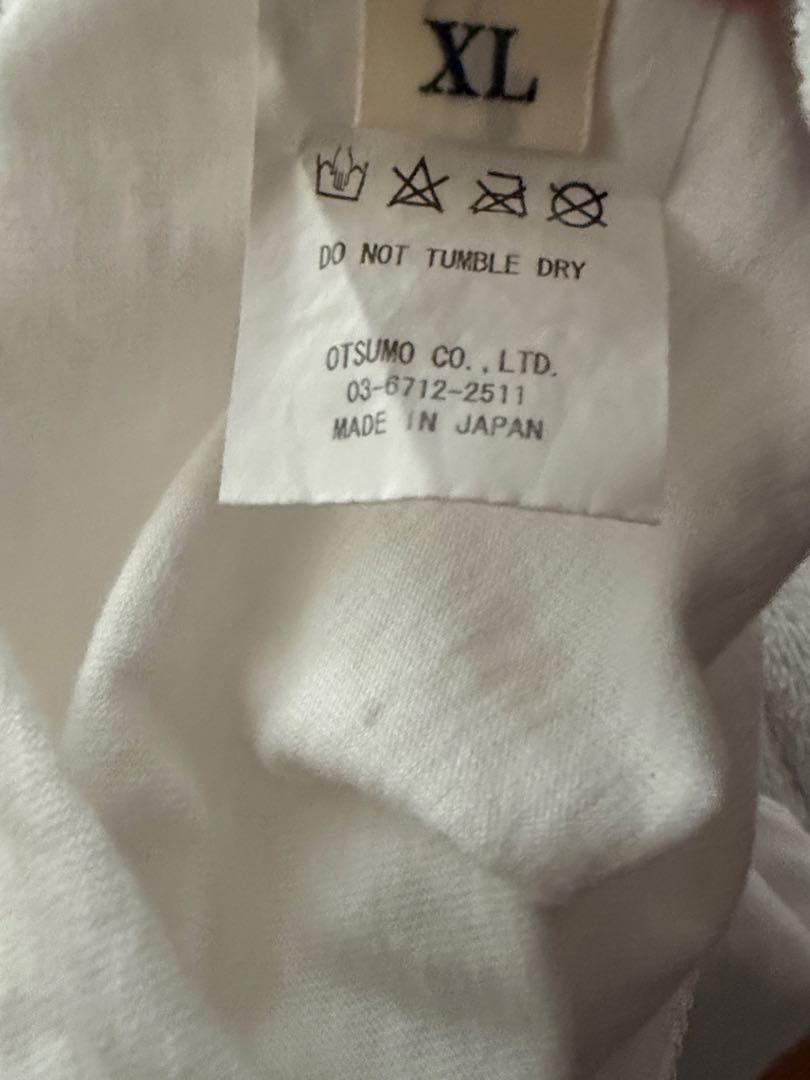 XL
DO NOT TUMBLE DRY
OTSUMO CO.,LTD.
03-6712-2511
MADE IN JAPAN